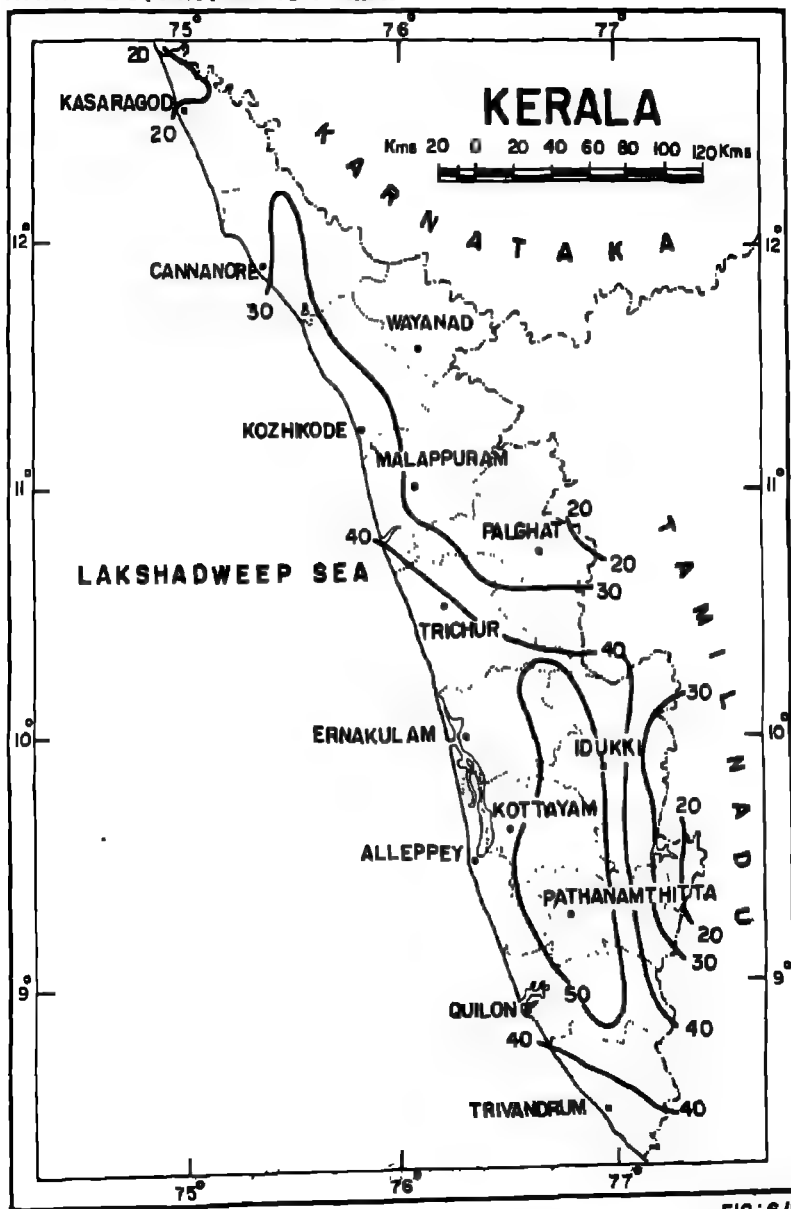 75° 76° 77°
20
KASARAGOD
20
KERALA
Kms 20 0 20 40 60 80 100 120 Kms
KARNATAKA
12° 12°
CANNANORE
30
WAYANAD
KOZHIKODE
MALAPPURAM
11° 11°
20
40 PALGHAT
20
LAKSHADWEEP SEA
30
TAMIL NADU
TRICHUR
40
30
ERNAKULAM
10° 10°
IDUKKI
20
KOTTAYAM
ALLEPPEY
PATHANAMTHITTA
20
30
9° 9°
50
QUILON
40
40
TRIVANDRUM
40
75° 76° 77°